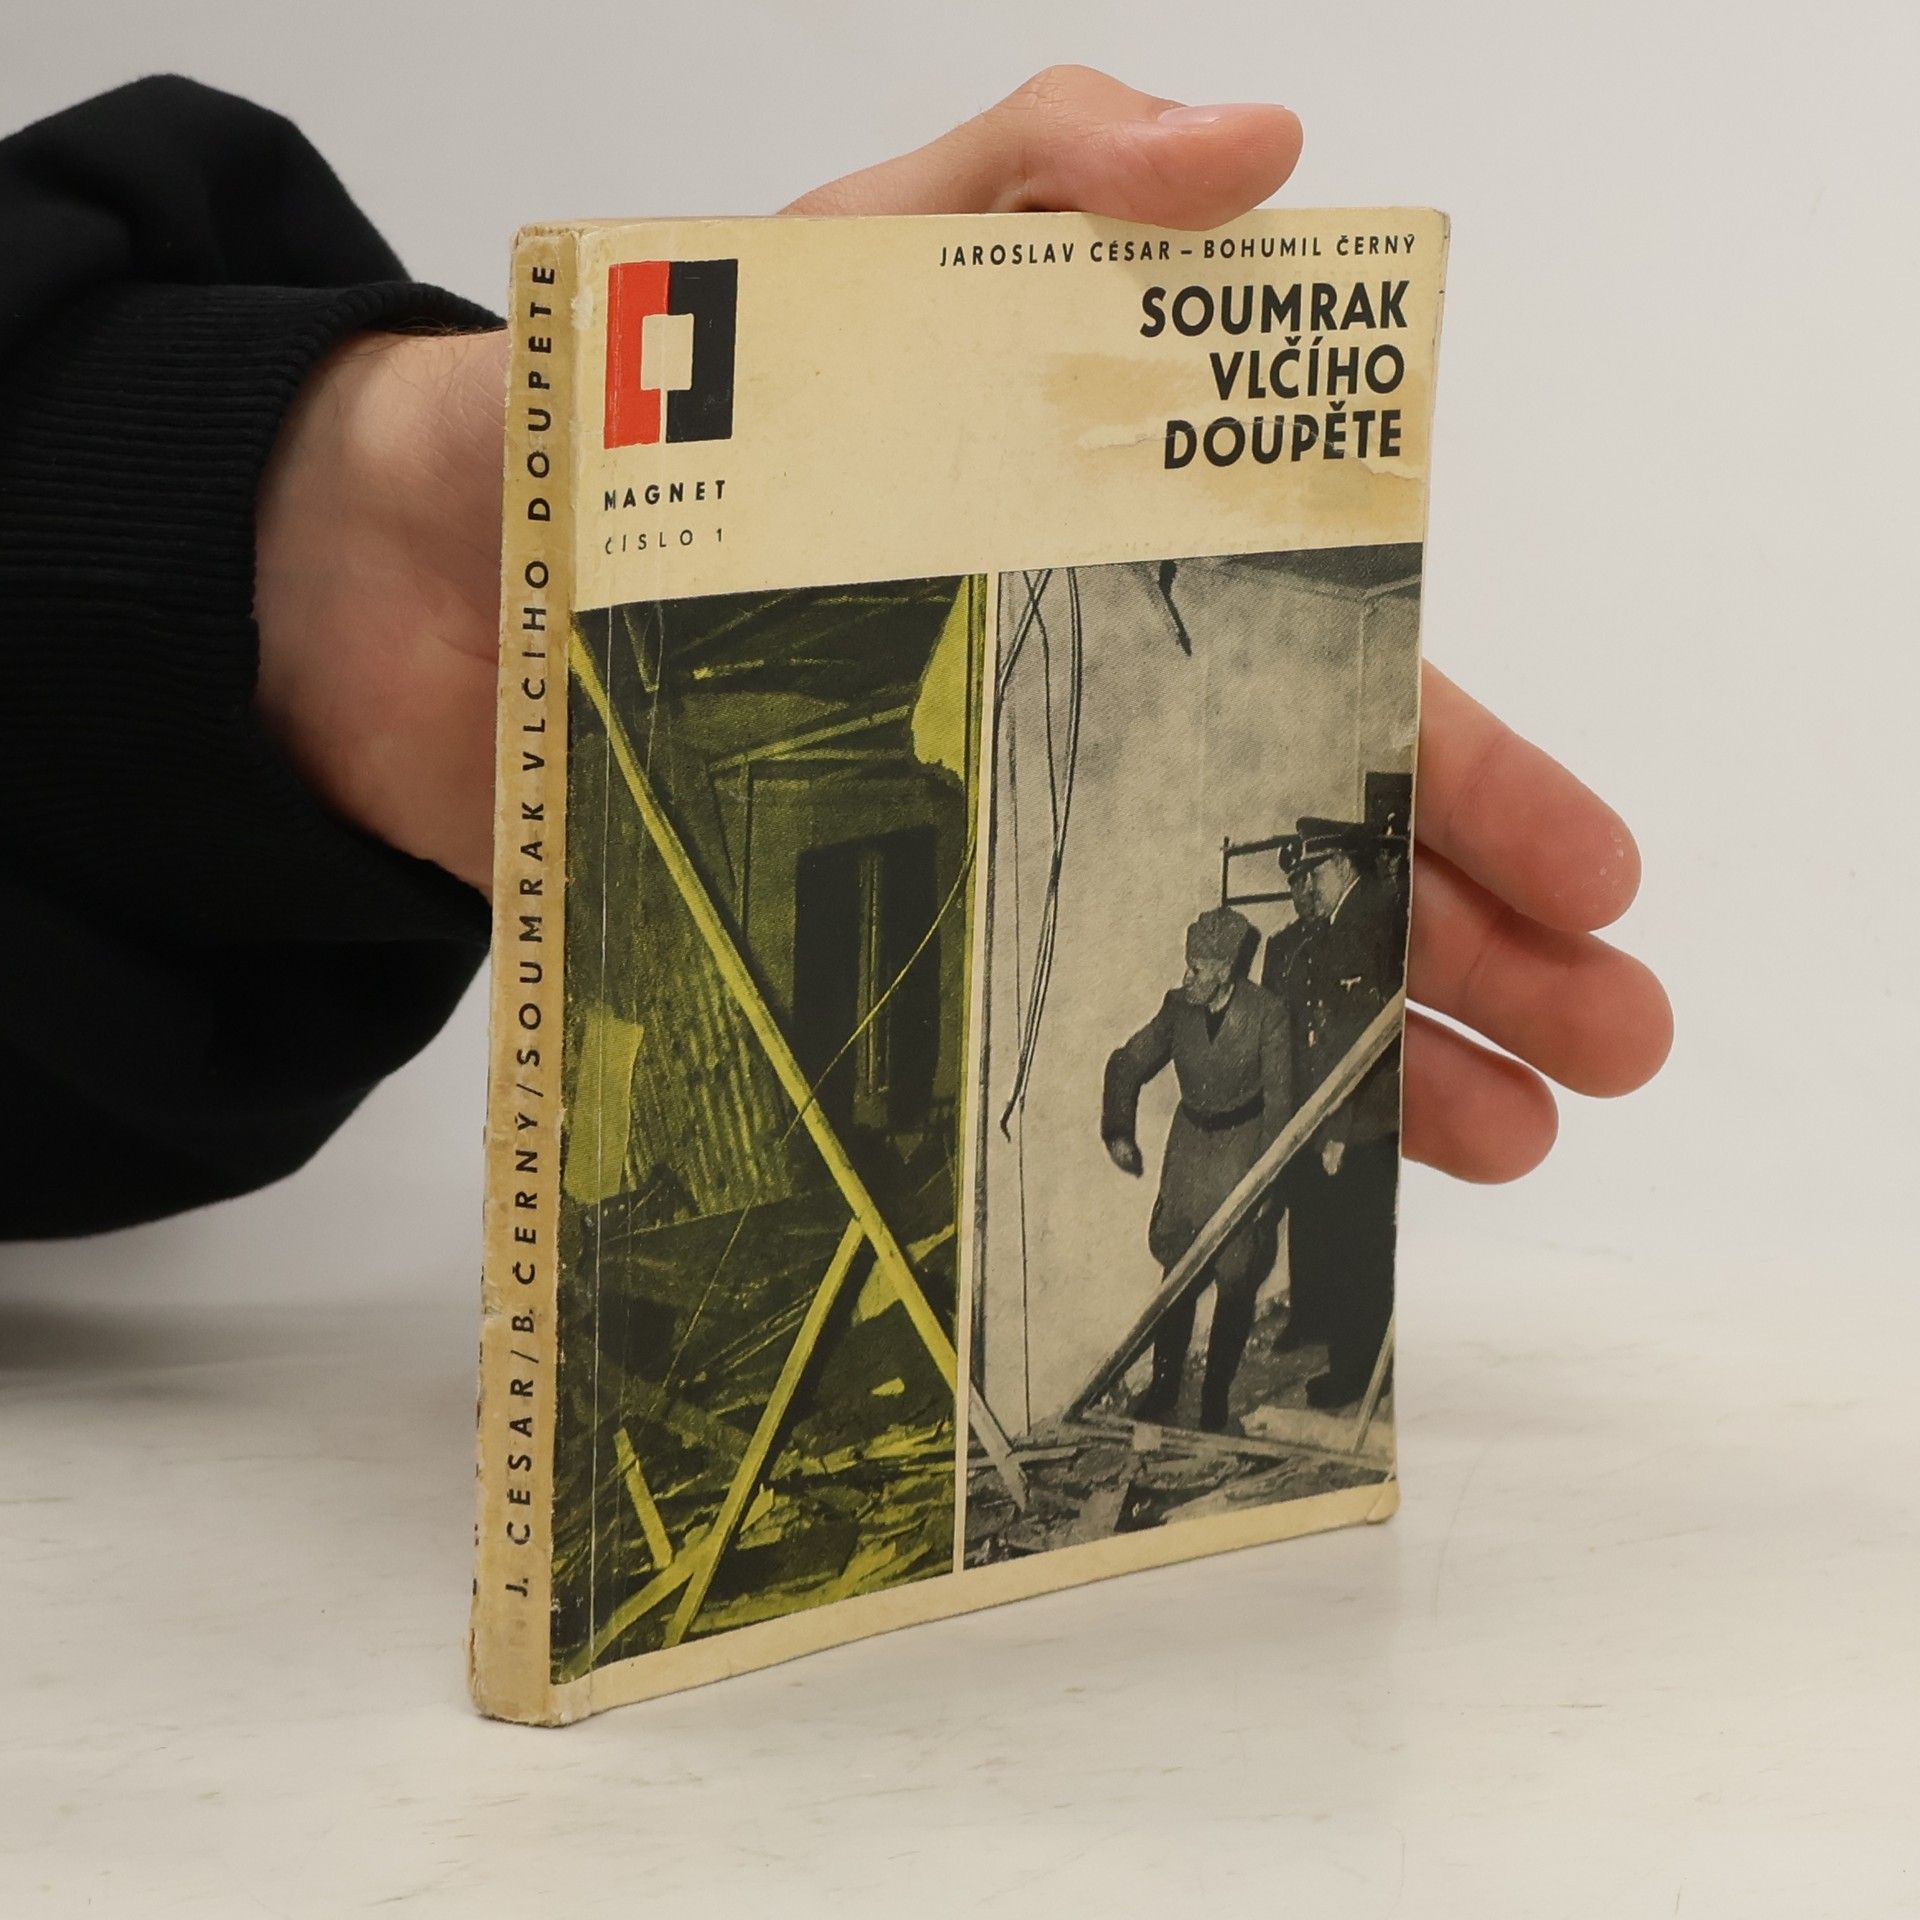 JAROSLAV CÉSAR – BOHUMIL ČERNÝ
SOUMRAK
VLČÍHO
DOUPĚTE
MAGNET
ČÍSLO 1
J. CÉSAR/B. ČERNÝ/SOUMRAK VLČÍHO DOUPĚTE